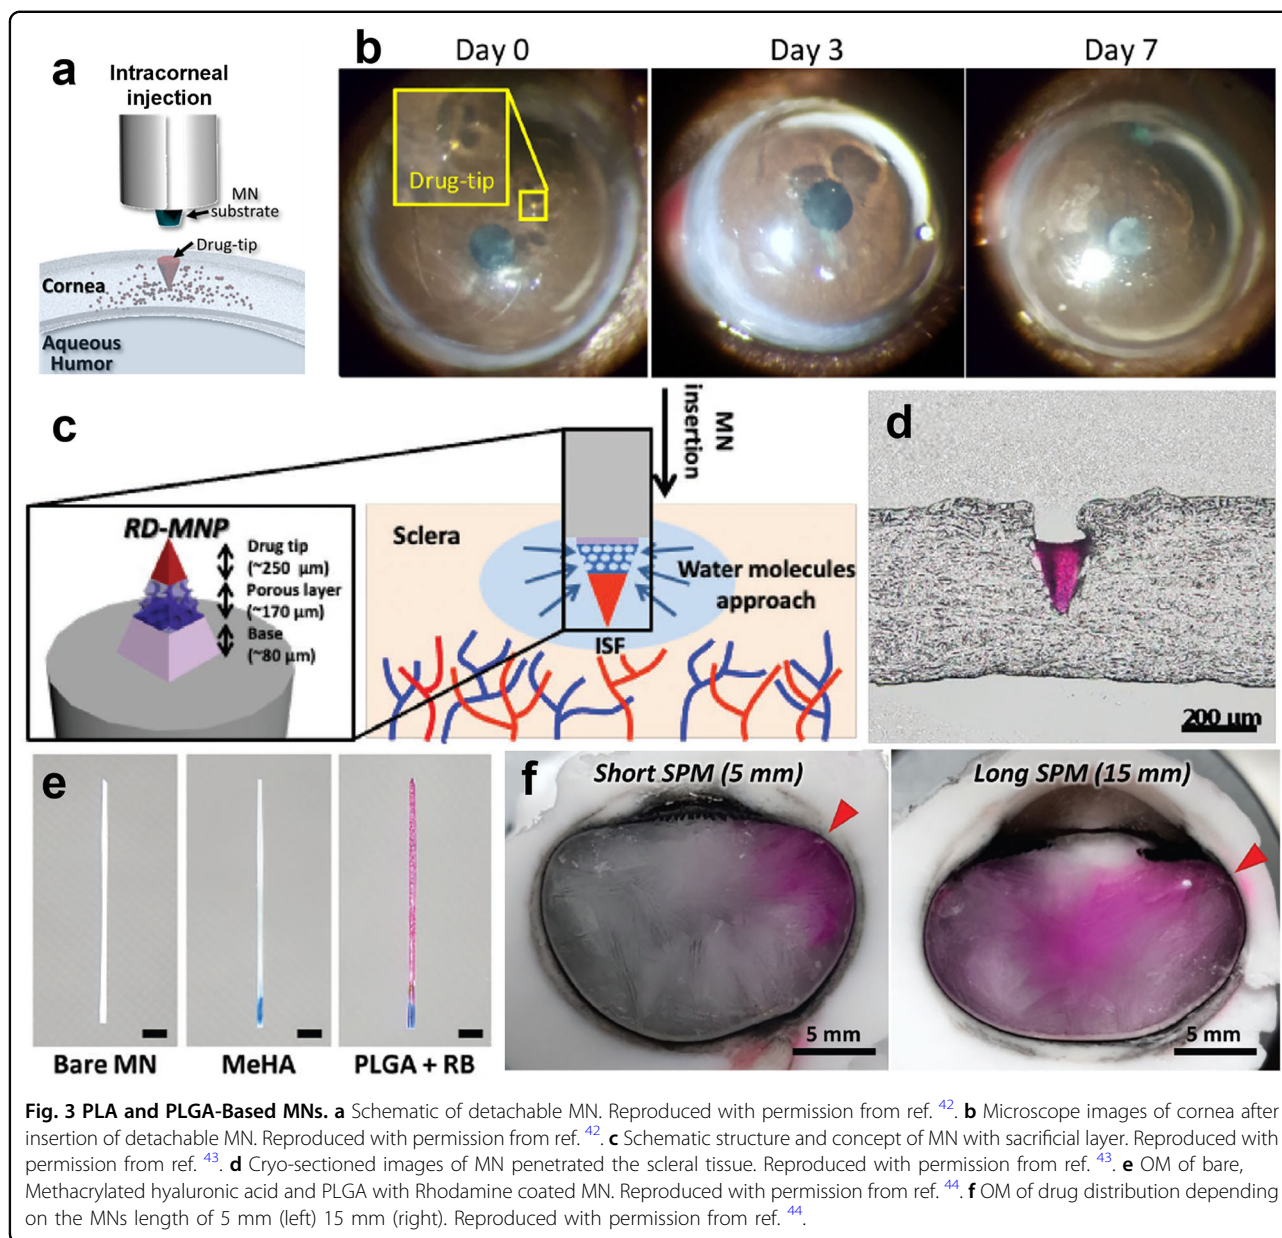 a
Intracorneal
injection
MN
substrate
Drug-tip
Cornea
Aqueous
Humor
b
Day 0
Day 3
Day 7
Drug-tip
c
MN
insertion
RD-MNP
Drug tip
(~250 μm)
Porous layer
(~170 μm)
Base
(~80 μm)
Sclera
Water molecules
approach
ISF
d
200 μm
e
Bare MN
MeHA
PLGA + RB
f
Short SPM (5 mm)
5 mm
Long SPM (15 mm)
5 mm
Fig. 3 PLA and PLGA-Based MNs. a Schematic of detachable MN. Reproduced with permission from ref. 42. b Microscope images of cornea after
insertion of detachable MN. Reproduced with permission from ref. 42. c Schematic structure and concept of MN with sacrificial layer. Reproduced with
permission from ref. 43. d Cryo-sectioned images of MN penetrated the scleral tissue. Reproduced with permission from ref. 43. e OM of bare,
Methacrylated hyaluronic acid and PLGA with Rhodamine coated MN. Reproduced with permission from ref. 44. f OM of drug distribution depending
on the MNs length of 5 mm (left) 15 mm (right). Reproduced with permission from ref. 44.